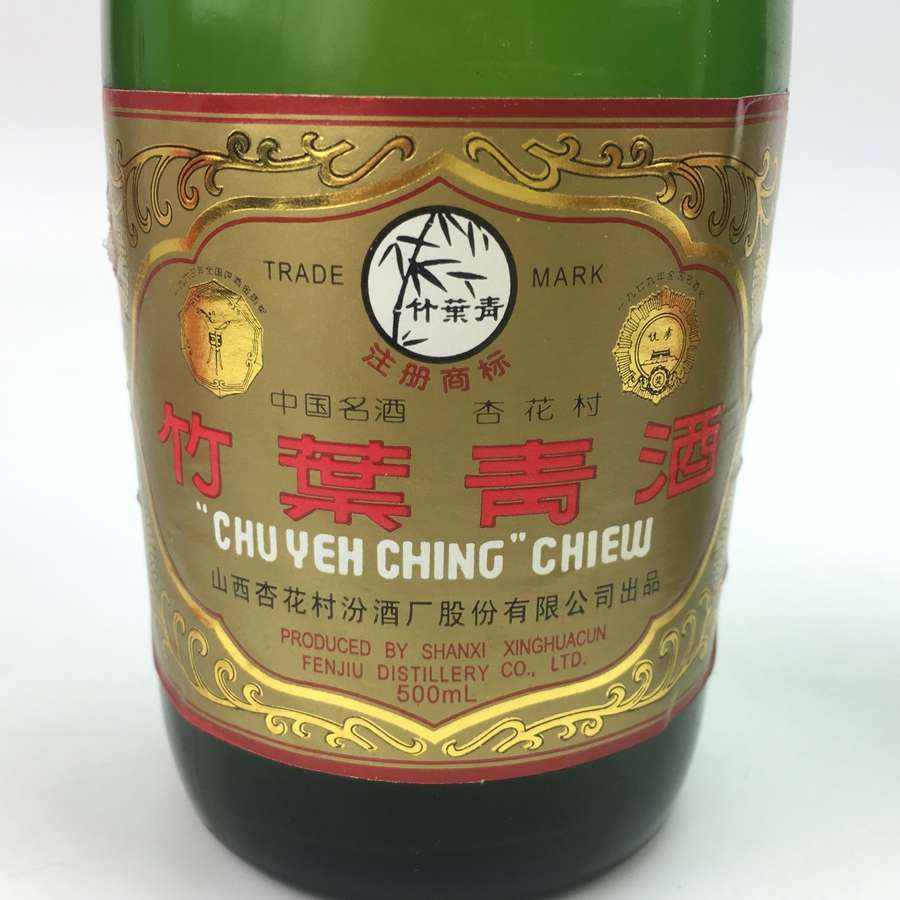 TRADE MARK
竹葉青
注册商标
中国名酒 杏花村
竹葉青酒
"CHU YEH CHING" CHIEW
山西杏花村汾酒厂股份有限公司出品
PRODUCED BY SHANXI XINGHUACUN
FENJIU DISTILLERY CO., LTD.
500mL